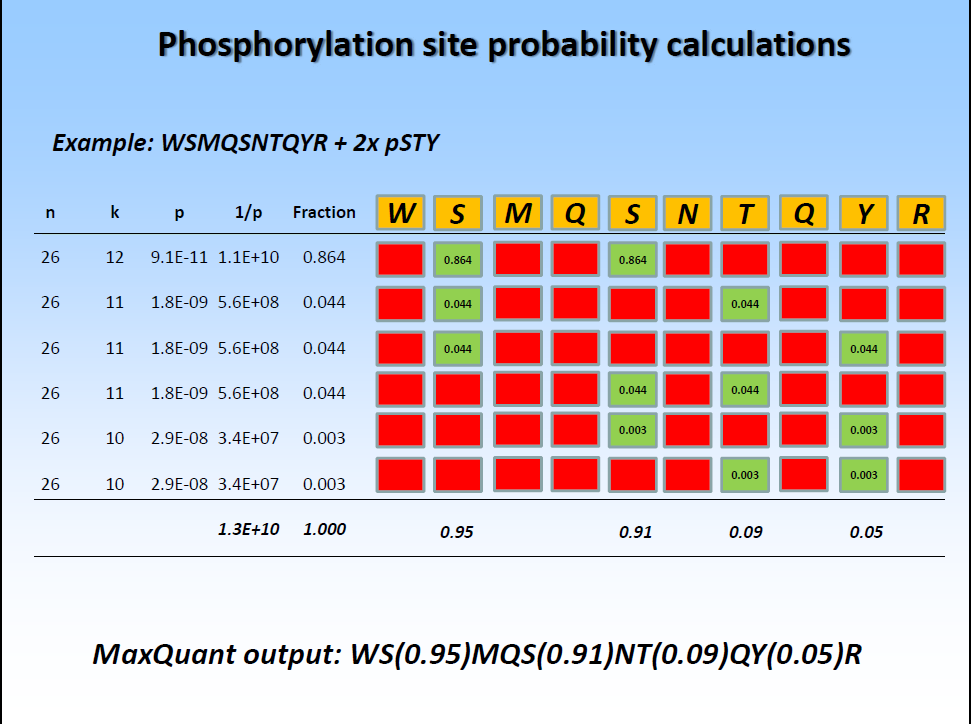 Phosphorylation site probability calculations
Example: WSMQSNTQYR + 2x pSTY
n k p 1/p Fraction W S M Q S N T Q Y R
26 12 9.1E-11 1.1E+10 0.864 0.864 0.864
26 11 1.8E-09 5.6E+08 0.044 0.044 0.044
26 11 1.8E-09 5.6E+08 0.044 0.044 0.044
26 11 1.8E-09 5.6E+08 0.044 0.044 0.044
26 10 2.9E-08 3.4E+07 0.003 0.003 0.003
26 10 2.9E-08 3.4E+07 0.003 0.003 0.003
1.3E+10 1.000 0.95 0.91 0.09 0.05
MaxQuant output: WS(0.95)MQS(0.91)NT(0.09)QY(0.05)R